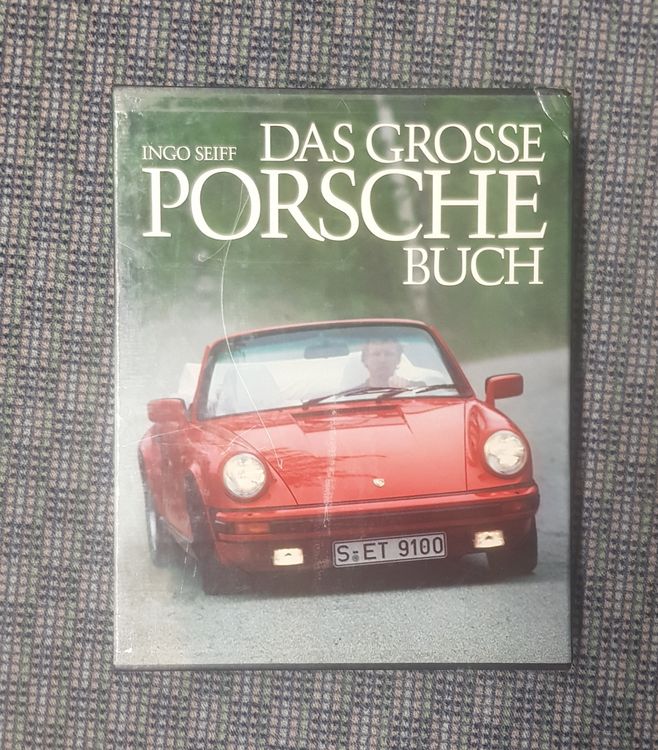 INGO SEIFF
DAS GROSSE
PORSCHE
BUCH
S-ET 9100